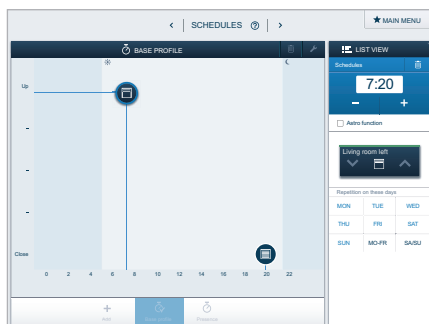 SCHEDULES
MAIN MENU
BASE PROFILE
LIST VIEW
Schedules
7:20
Astro function
Living room left
Repetition on these days
MON TUE WED
THU FRI SAT
SUN MO-FR SA/SU
Up
Close
0 2 4 6 8 10 12 14 16 18 20 22
Add
Presence